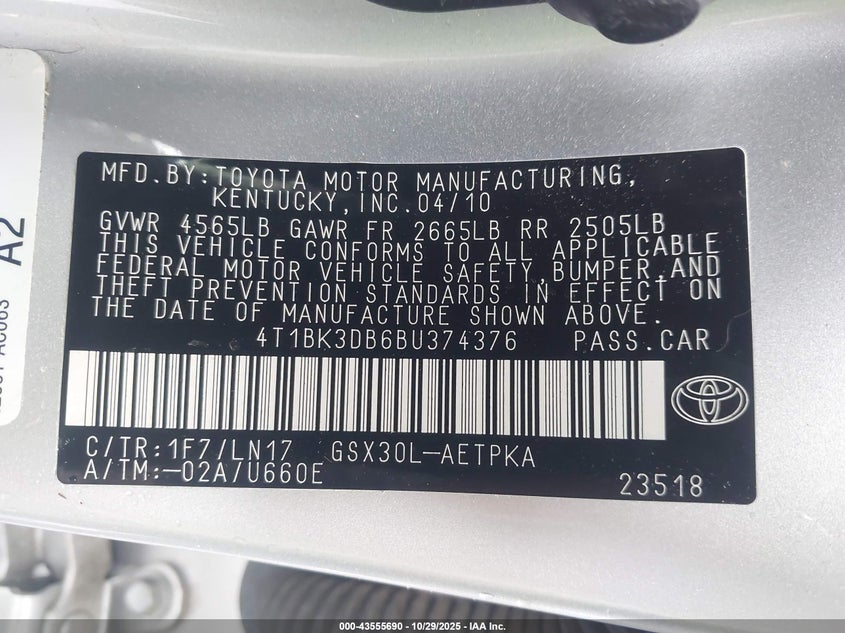 A2
MFD.BY:TOYOTA MOTOR MANUFACTURING,
KENTUCKY,INC.04/10
GVWR 4565LB GAWR FR 2665LB RR 2505LB
THIS VEHICLE CONFORMS TO ALL APPLICABLE
FEDERAL MOTOR VEHICLE SAFETY,BUMPER,AND
THEFT PREVENTION STANDARDS IN EFFECT ON
THE DATE OF MANUFACTURE SHOWN ABOVE.
4T1BK3DB6BU374376 PASS.CAR
C/TR:1F7/LN17 GSX30L-AETPKA
A/TM:-02A/U660E
23518
000-43555690 - 10/29/2025 - IAA Inc.